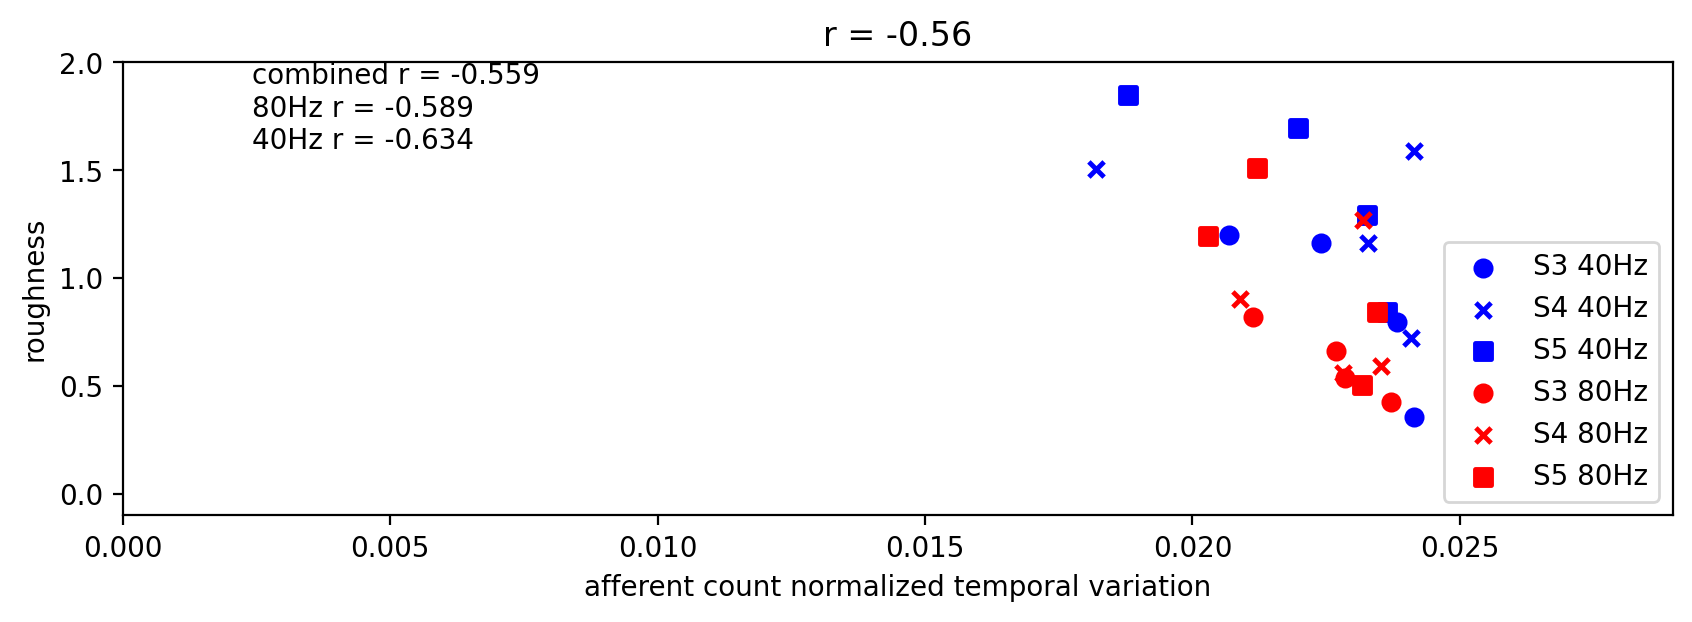 r = -0.56
combined r = -0.559
80Hz r = -0.589
40Hz r = -0.634
2.0
1.5
1.0
0.5
0.0
roughness
S3 40Hz
S4 40Hz
S5 40Hz
S3 80Hz
S4 80Hz
S5 80Hz
0.000 0.005 0.010 0.015 0.020 0.025
afferent count normalized temporal variation